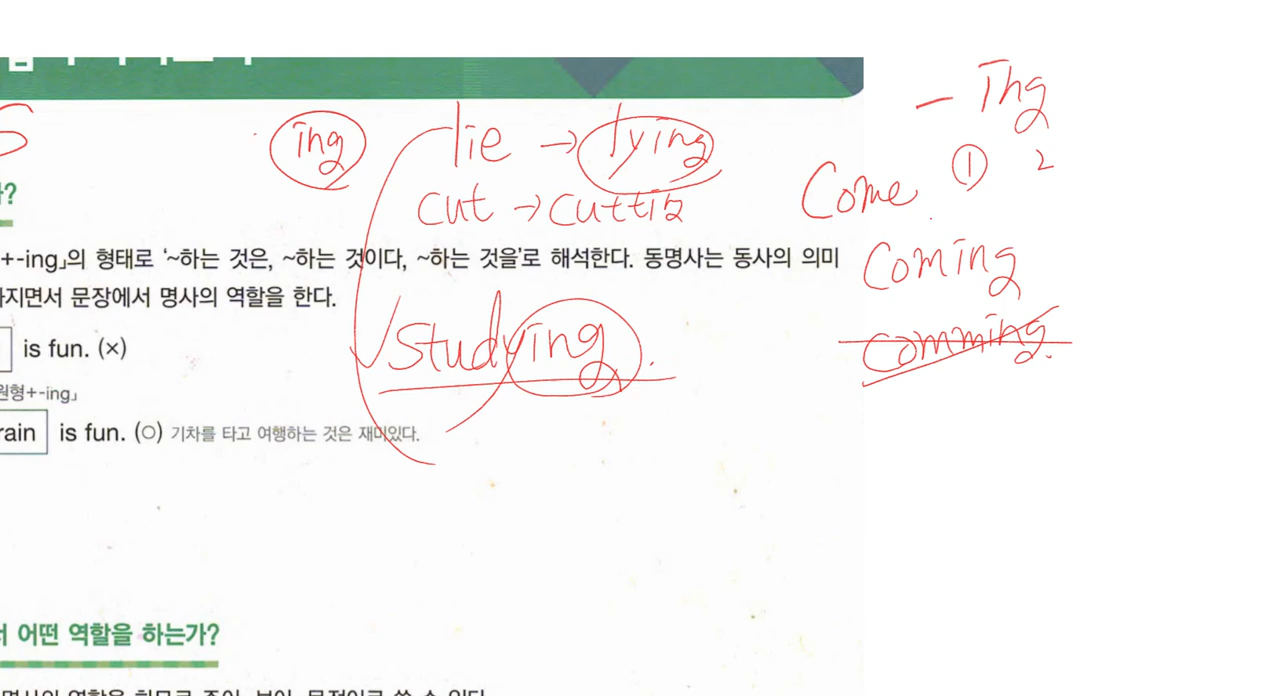 - ing
ing
lie → lying
① 2
Come
cut → cuttig
+-ing」의 형태로 '~하는 것은, ~하는 것이다, ~하는 것을'로 해석한다. 동명사는 동사의 의미
Coming
지면서 문장에서 명사의 역할을 한다.
√studying.
comming.
is fun. (×)
원형+-ing」
rain is fun. (○) 기차를 타고 여행하는 것은 재미있다.
어떤 역할을 하는가?